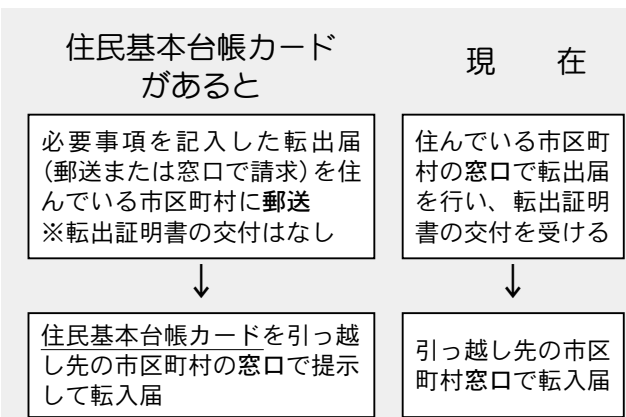 住民基本台帳カード
があると
必要事項を記入した転出届
（郵送または窓口で請求）を住
んでいる市区町村に郵送
※転出証明書の交付はなし
↓
住民基本台帳カードを引っ越
し先の市区町村の窓口で提示
して転入届
現　在
住んでいる市区町
村の窓口で転出届
を行い、転出証明
書の交付を受ける
↓
引っ越し先の市区
町村窓口で転入届